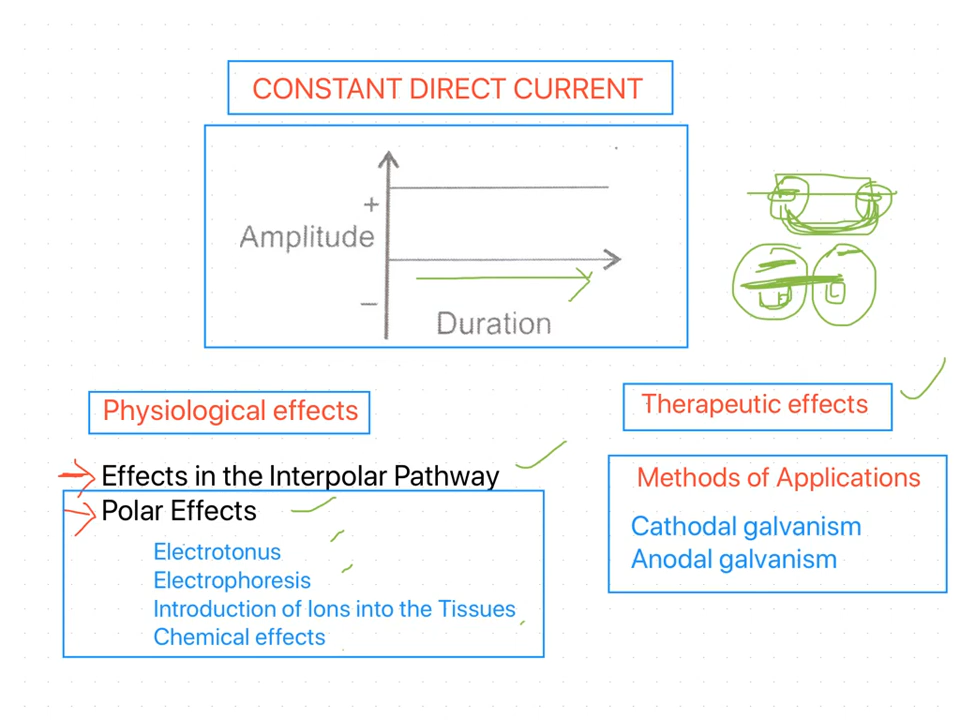 CONSTANT DIRECT CURRENT
+
Amplitude
−
Duration
Physiological effects
Effects in the Interpolar Pathway
Polar Effects
Electrotonus
Electrophoresis
Introduction of Ions into the Tissues
Chemical effects
Therapeutic effects
Methods of Applications
Cathodal galvanism
Anodal galvanism